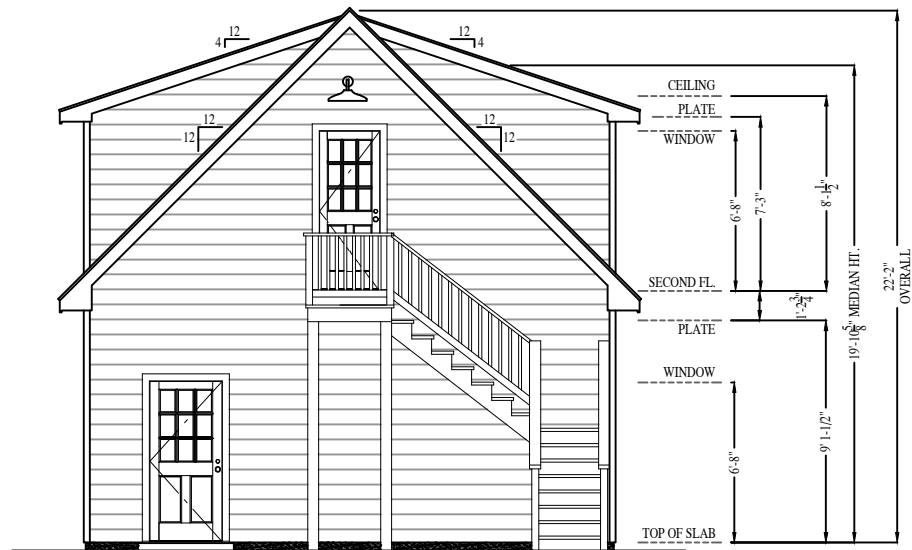 12
4
12
4
CEILING
PLATE
12
12
12
12
WINDOW
6'-8"
7'-3"
8'-1 1/2"
22'-2"
OVERALL
SECOND FL.
1'-2 3/4"
19'-10 5/8" MEDIAN HT.
PLATE
WINDOW
6'-8"
9' 1-1/2"
TOP OF SLAB